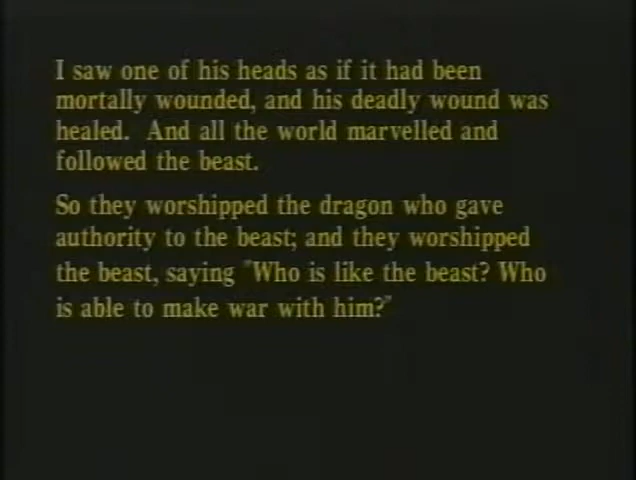 I saw one of his heads as if it had been
mortally wounded, and his deadly wound was
healed. And all the world marvelled and
followed the beast.
So they worshipped the dragon who gave
authority to the beast; and they worshipped
the beast, saying "Who is like the beast? Who
is able to make war with him?"